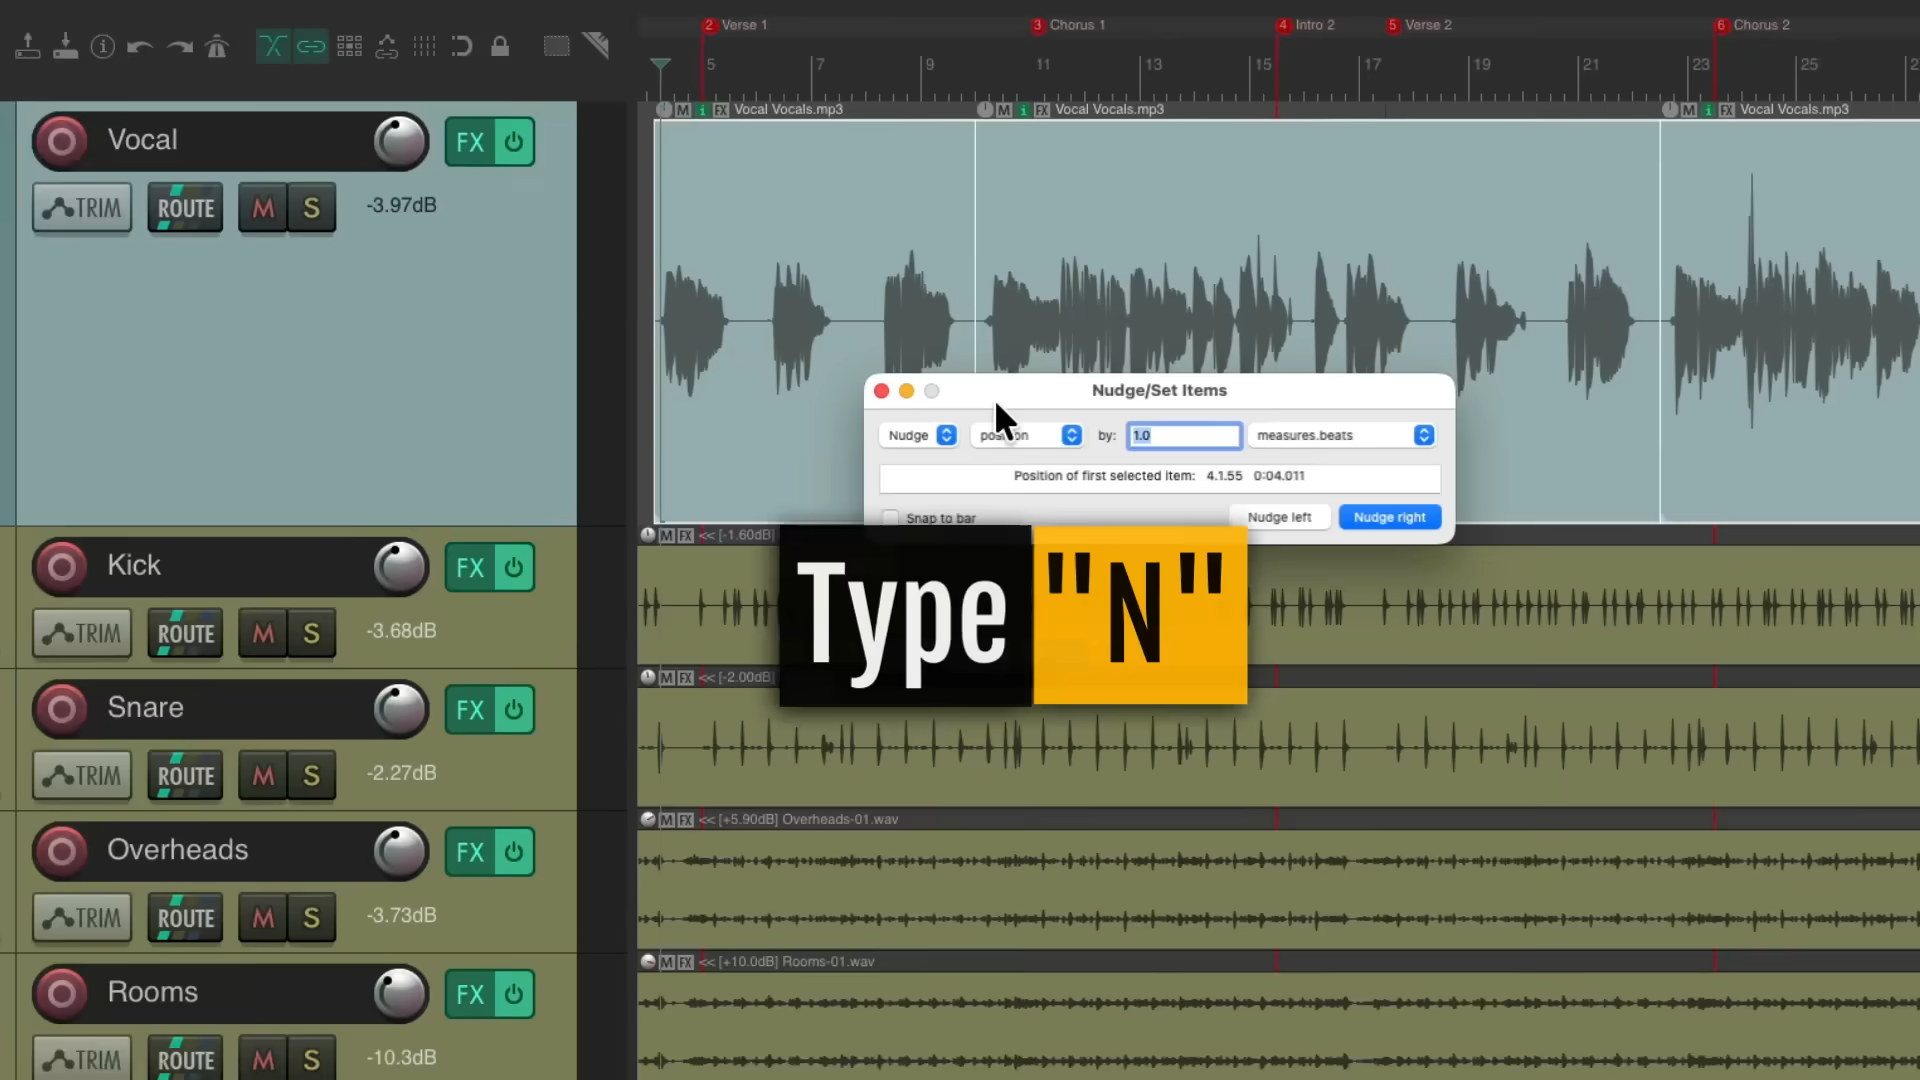 2 Verse 1
3 Chorus 1
4 Intro 2
5 Verse 2
6 Chorus 2
5 7 9 11 13 15 17 19 21 23 25
M i FX Vocal Vocals.mp3
M i FX Vocal Vocals.mp3
M i FX Vocal Vocals.mp3
Vocal
FX
TRIM ROUTE M S -3.97dB
Nudge/Set Items
Nudge position by: 1.0 measures.beats
Position of first selected item: 4.1.55 0:04.011
Snap to bar
Nudge left
Nudge right
Type "N"
M FX << [-1.60dB]
Kick
FX
TRIM ROUTE M S -3.68dB
M FX << [-2.00dB]
Snare
FX
TRIM ROUTE M S -2.27dB
M FX << [+5.90dB] Overheads-01.wav
Overheads
FX
TRIM ROUTE M S -3.73dB
M FX << [+10.0dB] Rooms-01.wav
Rooms
FX
TRIM ROUTE M S -10.3dB